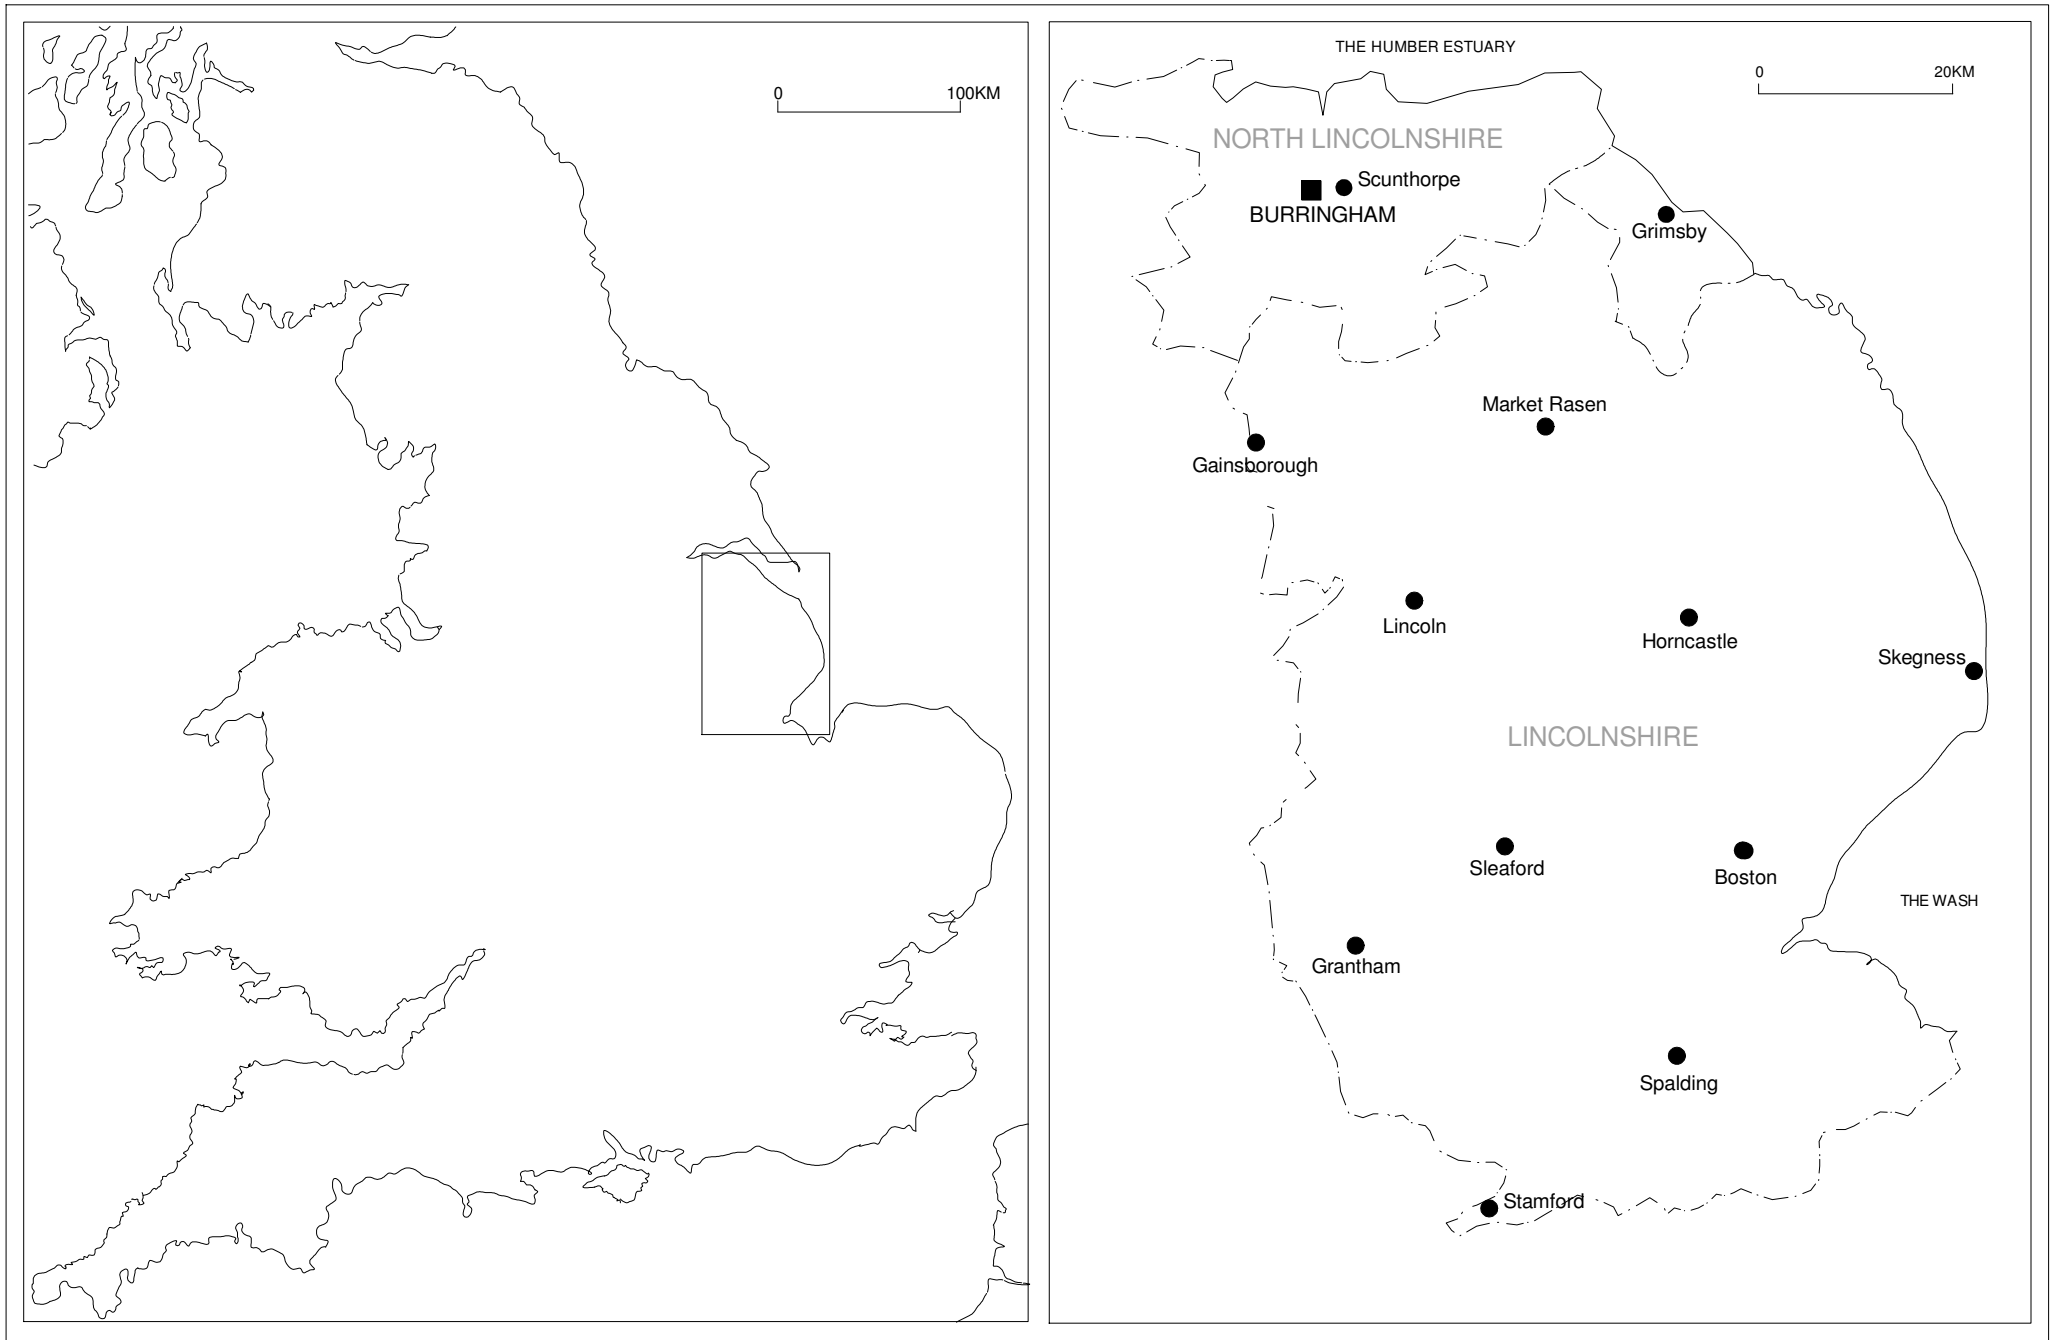 0 100KM
THE HUMBER ESTUARY
0 20KM
NORTH LINCOLNSHIRE
Scunthorpe
BURRINGHAM
Grimsby
Market Rasen
Gainsborough
Lincoln
Horncastle
Skegness
LINCOLNSHIRE
Sleaford
Boston
THE WASH
Grantham
Spalding
Stamford